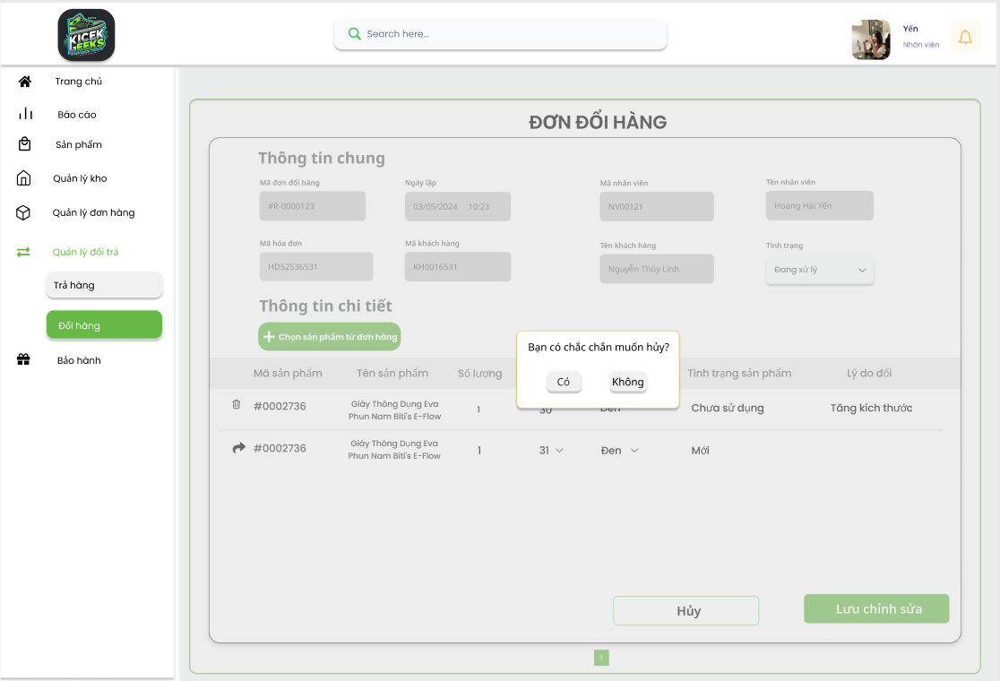 KICEK
GEEKS
Search here...
Yến
Nhân viên
Trang chủ
Báo cáo
Sản phẩm
Quản lý kho
Quản lý đơn hàng
Quản lý đổi trả
Trả hàng
Đổi hàng
Bảo hành
ĐƠN ĐỔI HÀNG
Thông tin chung
Mã đơn đổi hàng
Ngày lập
Mã nhân viên
Tên nhân viên
#R-0000123
03/05/2024 10:23
NV00121
Hoàng Hải Yến
Mã hóa đơn
Mã khách hàng
Tên khách hàng
Tình trạng
HD52536531
KH0016531
Nguyễn Thùy Linh
Đang xử lý
Thông tin chi tiết
Chọn sản phẩm từ đơn hàng
Bạn có chắc chắn muốn hủy?
Có Không
Mã sản phẩm Tên sản phẩm Số lượng Tình trạng sản phẩm Lý do đổi
#0002736
Giày Thông Dụng Eva
Phun Nam Biti's E-Flow
1
30
Đen
Chưa sử dụng
Tăng kích thước
#0002736
Giày Thông Dụng Eva
Phun Nam Biti's E-Flow
1
31
Đen
Mới
Hủy
Lưu chỉnh sửa
1